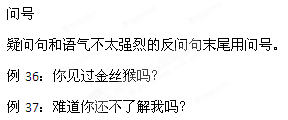 问号
疑问句和语气不太强烈的反问句末尾用问号。
例 36：你见过金丝猴吗?
例 37：难道你还不了解我吗?